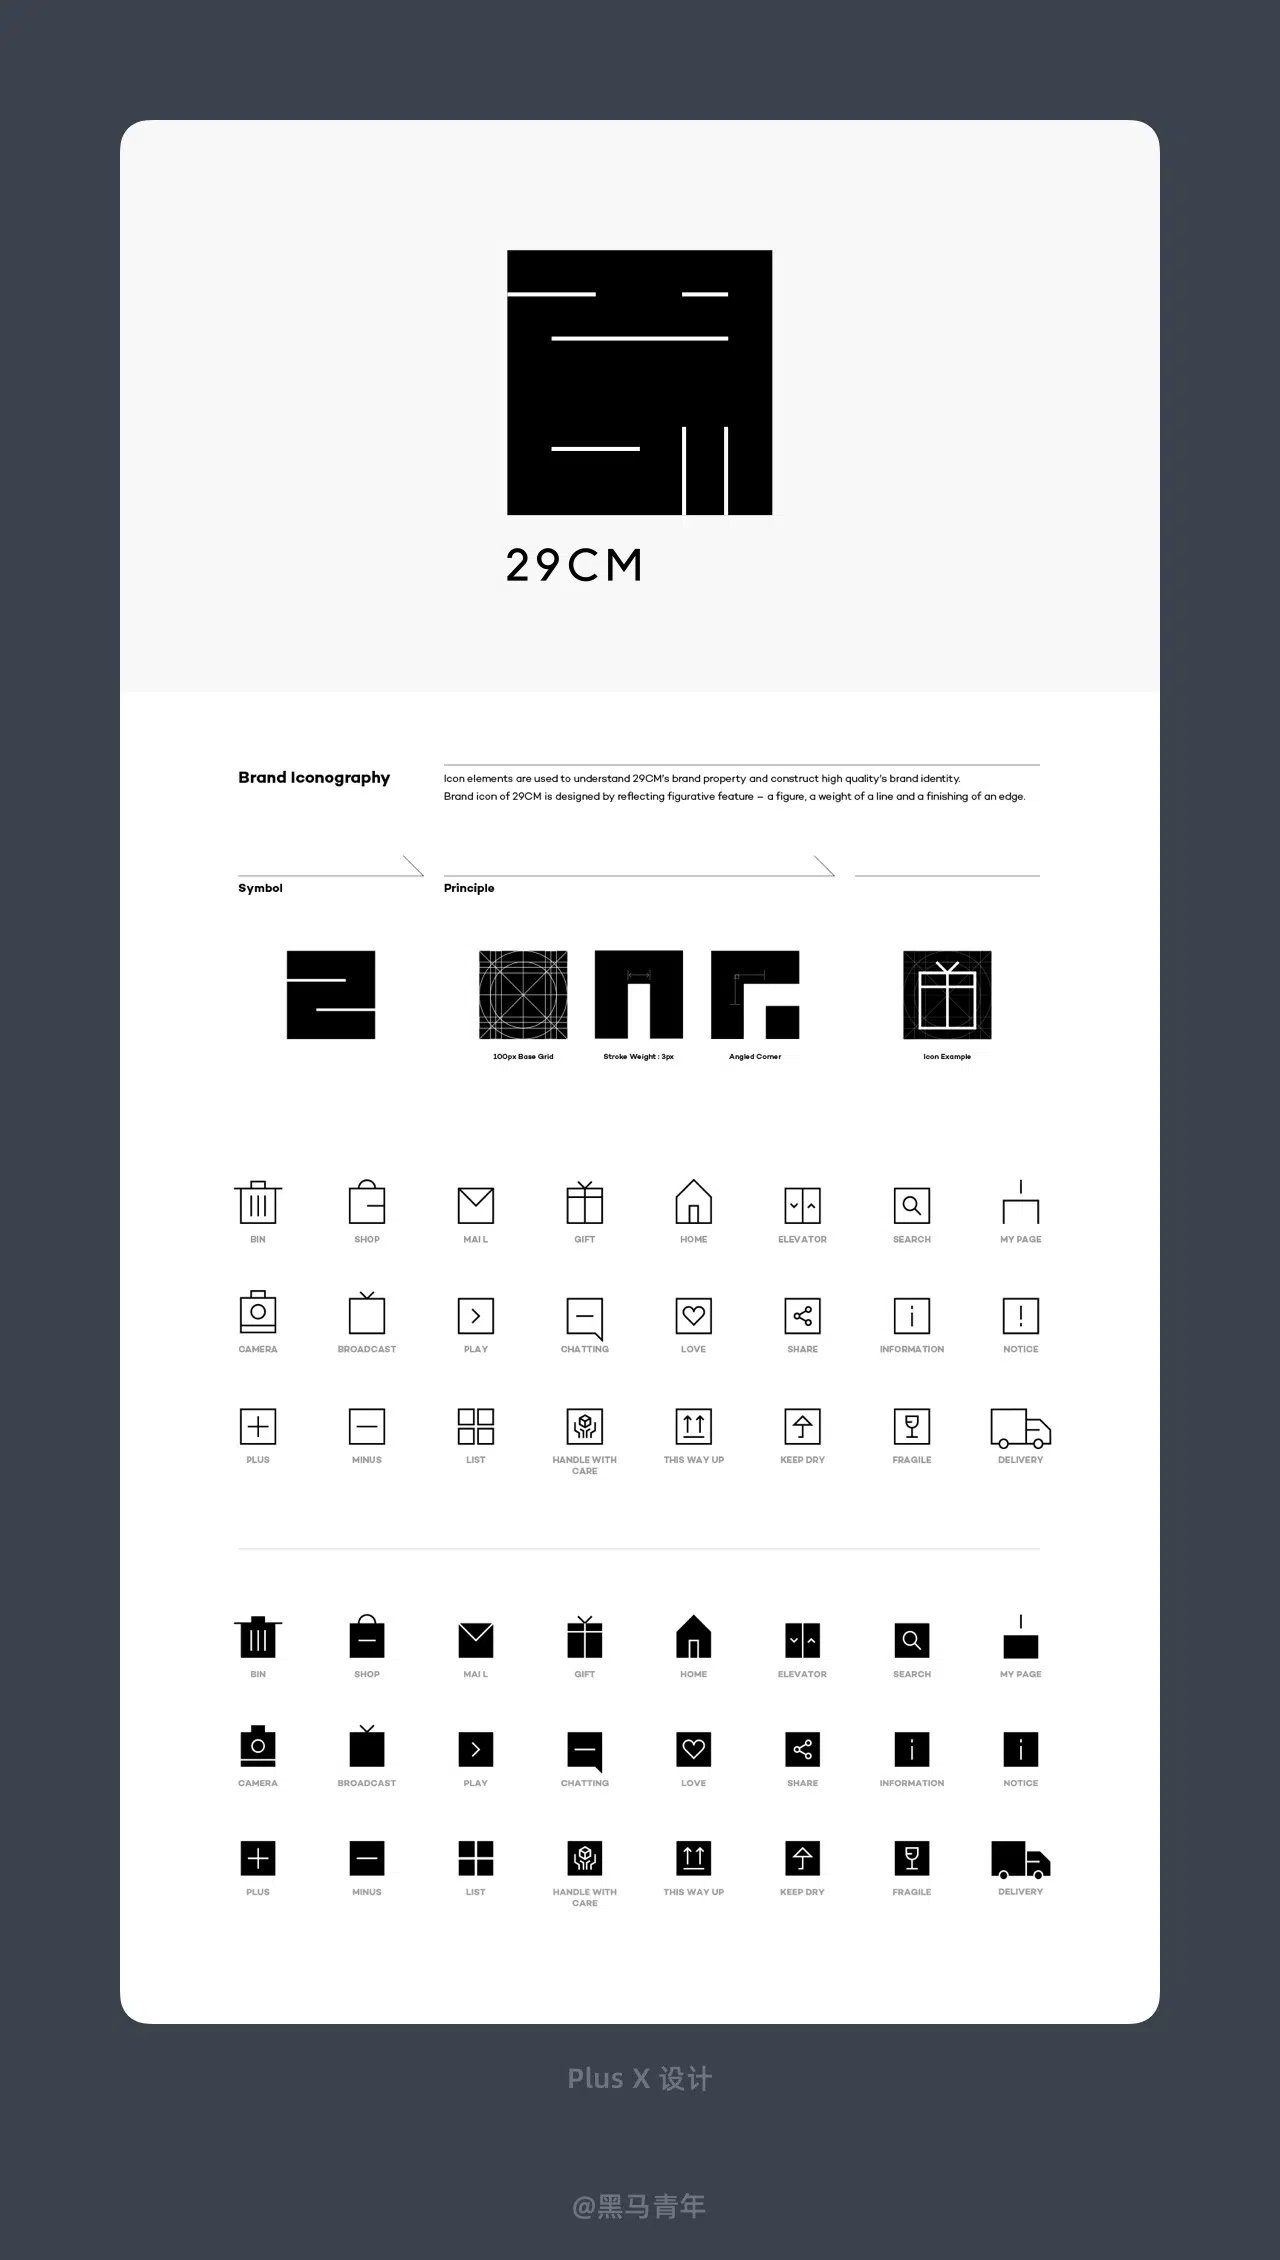 29CM
Brand Iconography
Icon elements are used to understand 29CM's brand property and construct high quality's brand identity.
Brand icon of 29CM is designed by reflecting figurative feature – a figure, a weight of a line and a finishing of an edge.
Symbol
Principle
100px Base Grid
Stroke Weight : 3px
Angled Corner
Icon Example
BIN
SHOP
MAIL
GIFT
HOME
ELEVATOR
SEARCH
MY PAGE
CAMERA
BROADCAST
PLAY
CHATTING
LOVE
SHARE
INFORMATION
NOTICE
PLUS
MINUS
LIST
HANDLE WITH
CARE
THIS WAY UP
KEEP DRY
FRAGILE
DELIVERY
BIN
SHOP
MAIL
GIFT
HOME
ELEVATOR
SEARCH
MY PAGE
CAMERA
BROADCAST
PLAY
CHATTING
LOVE
SHARE
INFORMATION
NOTICE
PLUS
MINUS
LIST
HANDLE WITH
CARE
THIS WAY UP
KEEP DRY
FRAGILE
DELIVERY
Plus X 设计
@黑马青年